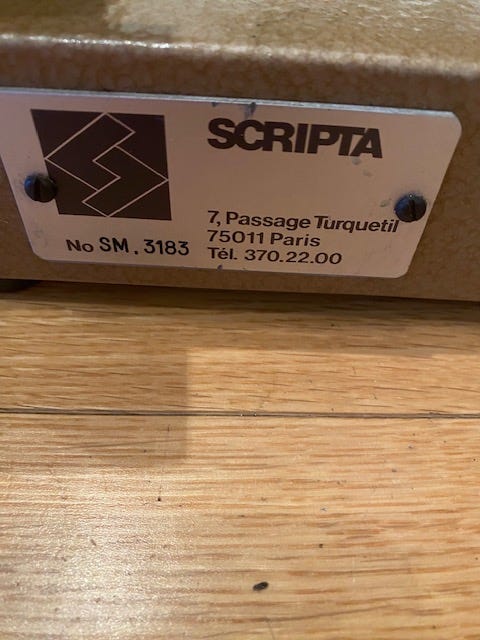 SCRIPTA
7, Passage Turquetil
75011 Paris
Tél. 370.22.00
No SM. 3183